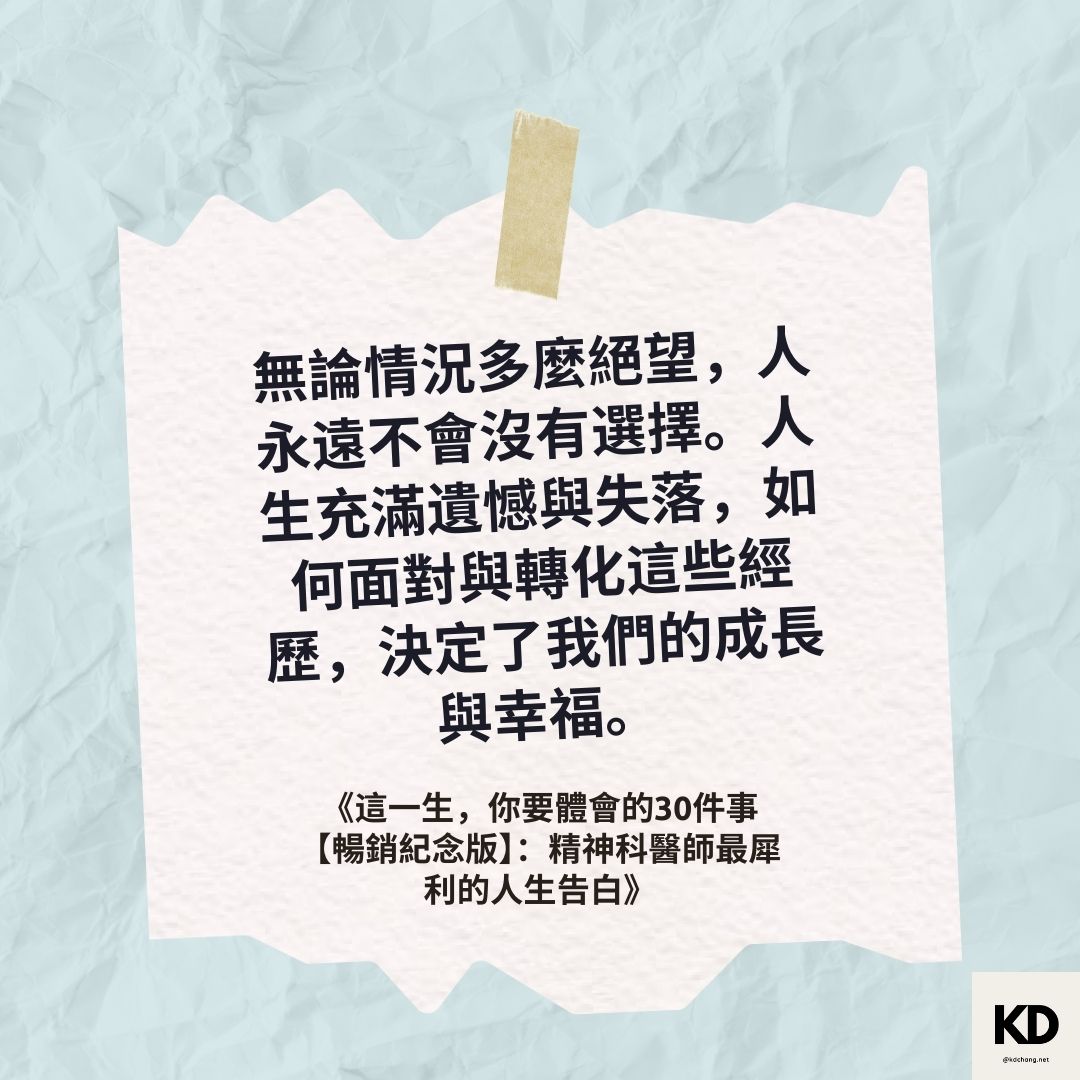 無論情況多麼絕望，人
永遠不會沒有選擇。人
生充滿遺憾與失落，如
何面對與轉化這些經
歷，決定了我們的成長
與幸福。
《這一生，你要體會的30件事
【暢銷紀念版】：精神科醫師最犀
利的人生告白》
KD
@kdchang.net